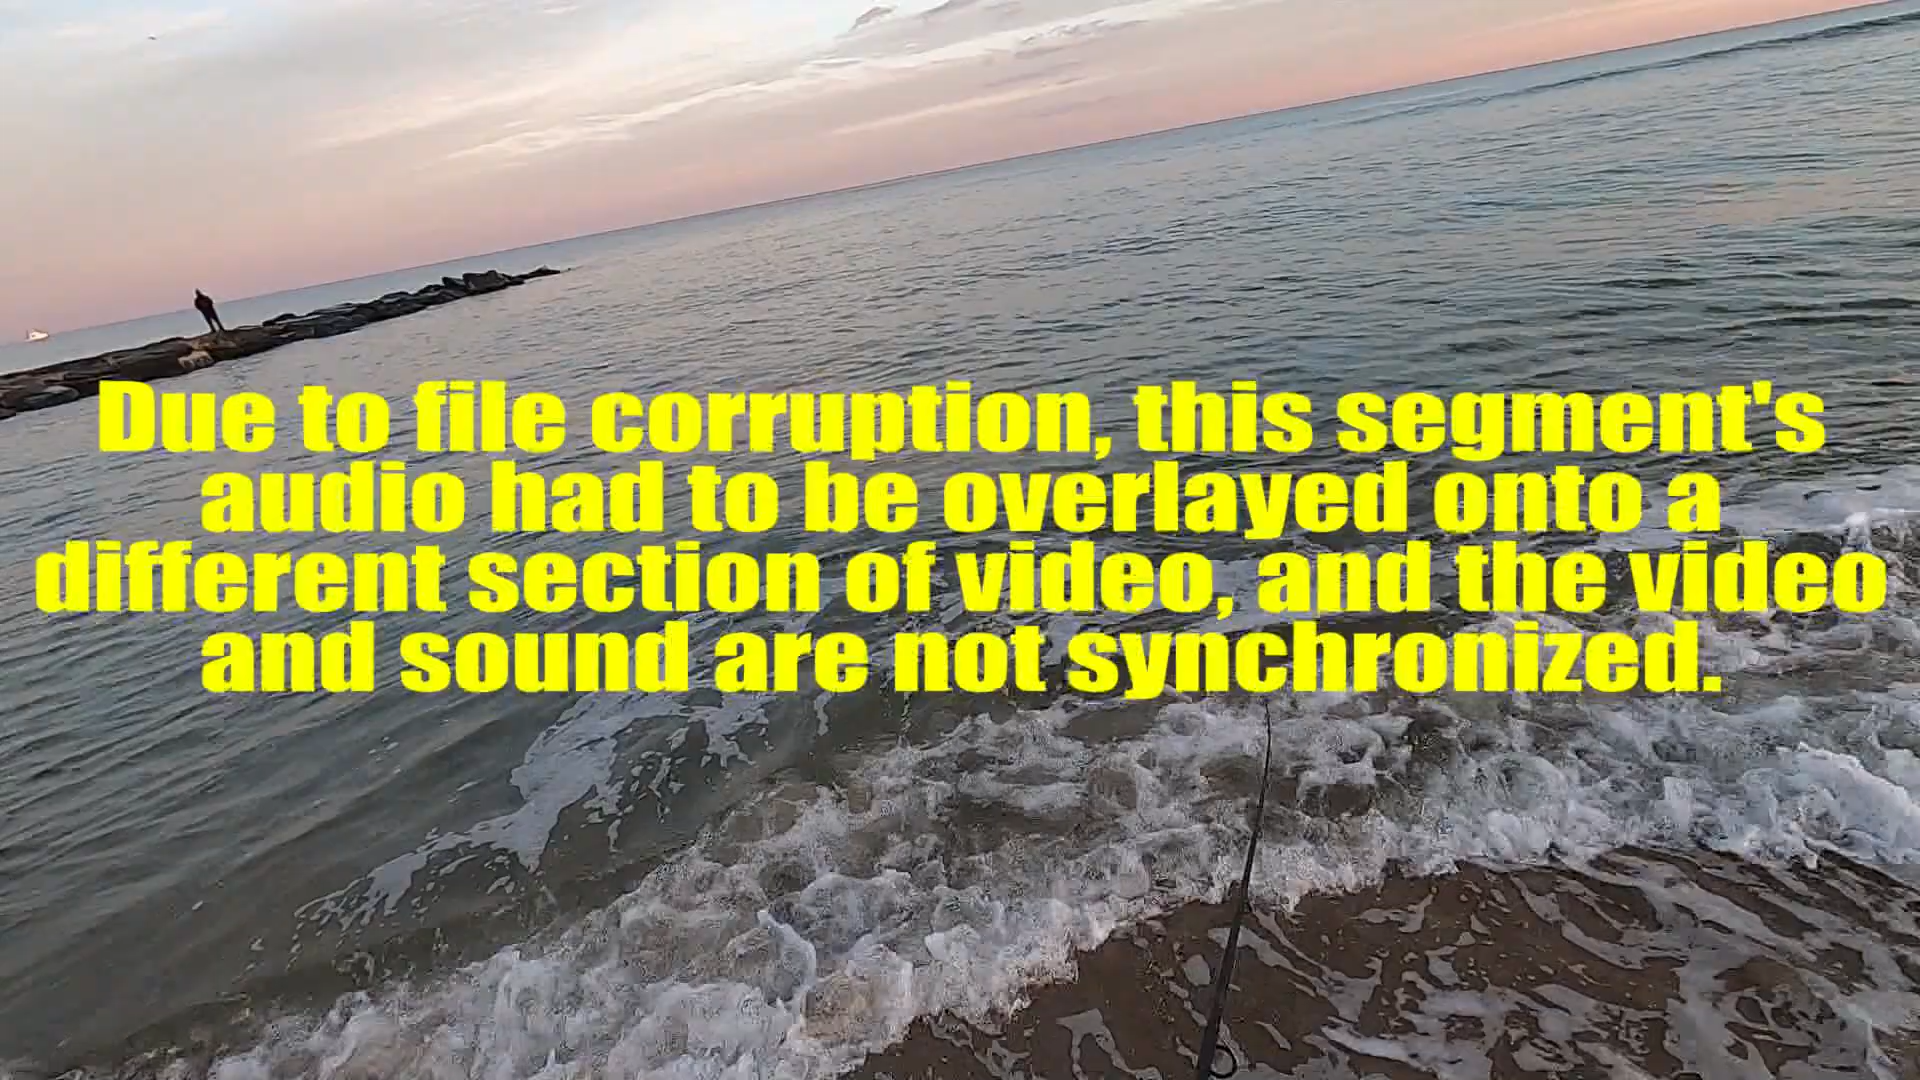 Due to file corruption, this segment's
audio had to be overlayed onto a
different section of video, and the video
and sound are not synchronized.